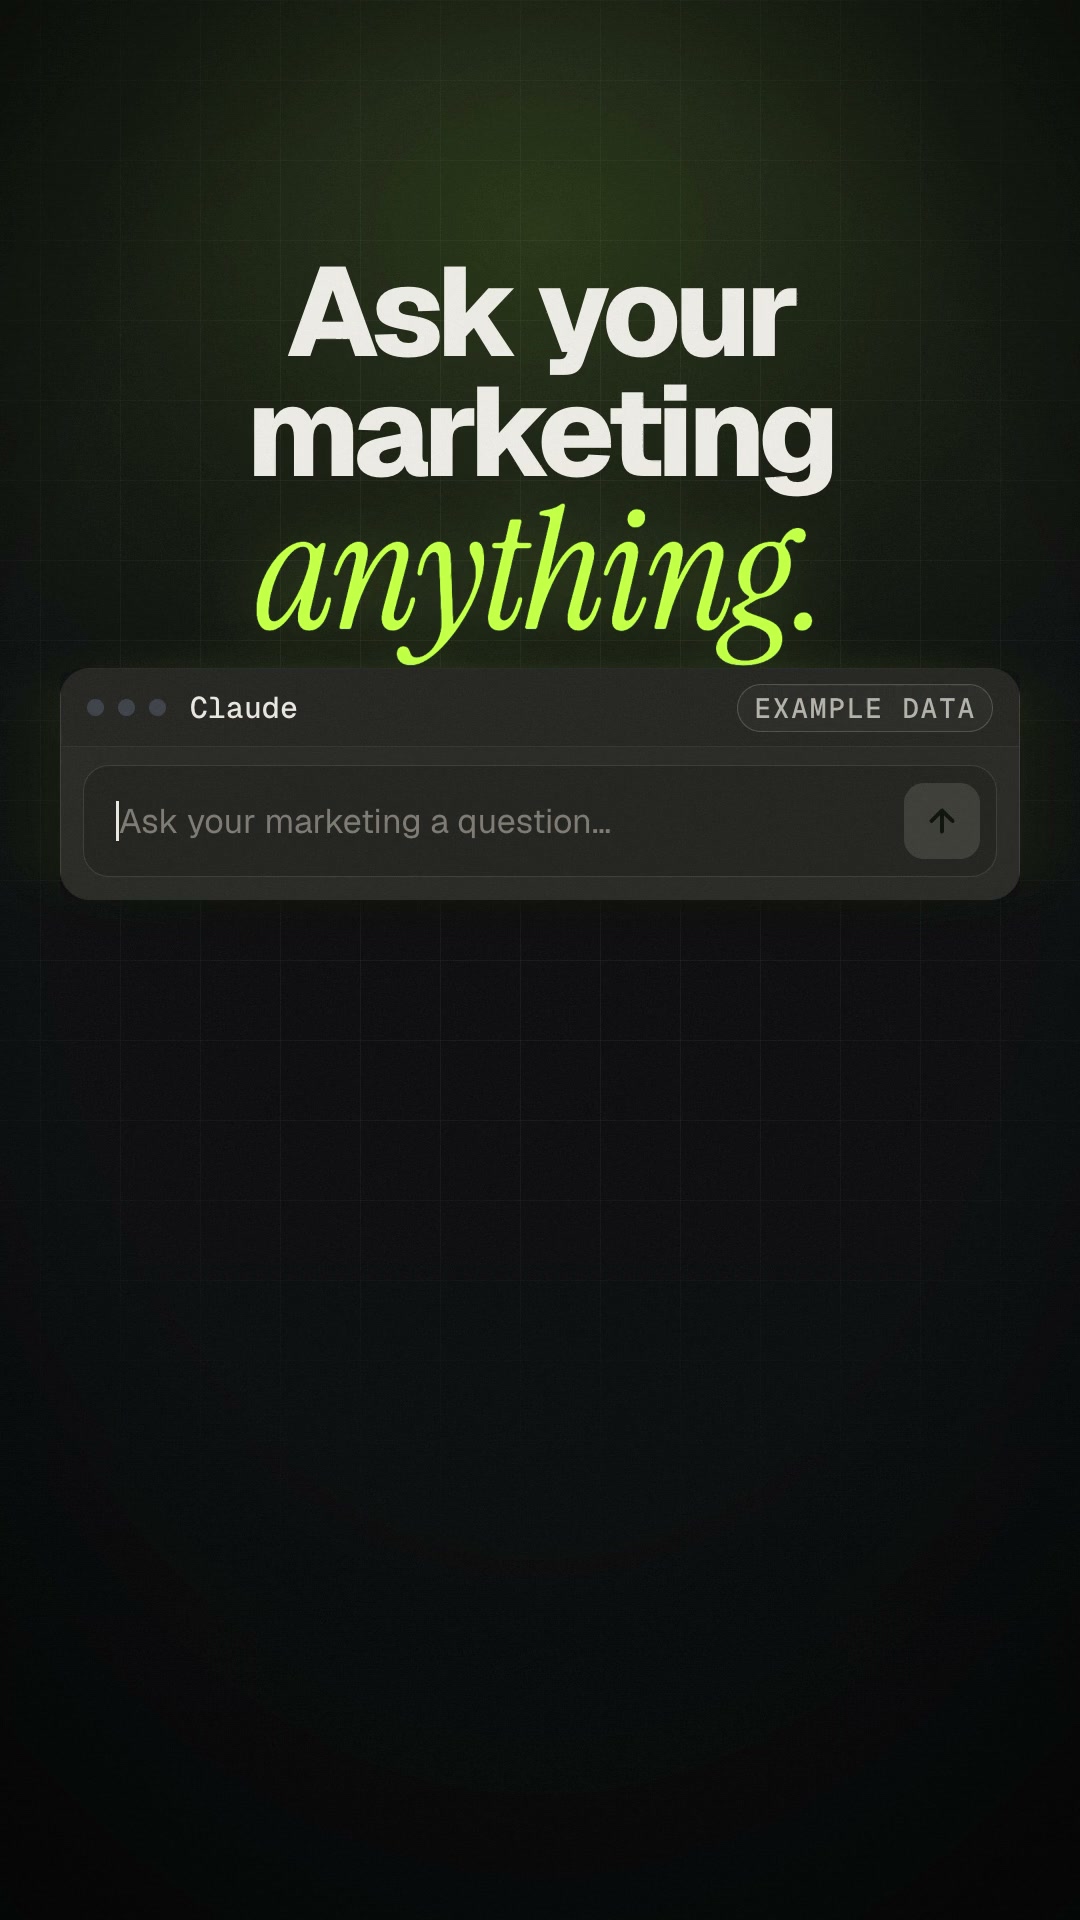 Ask your
marketing
anything.
Claude
EXAMPLE DATA
Ask your marketing a question…